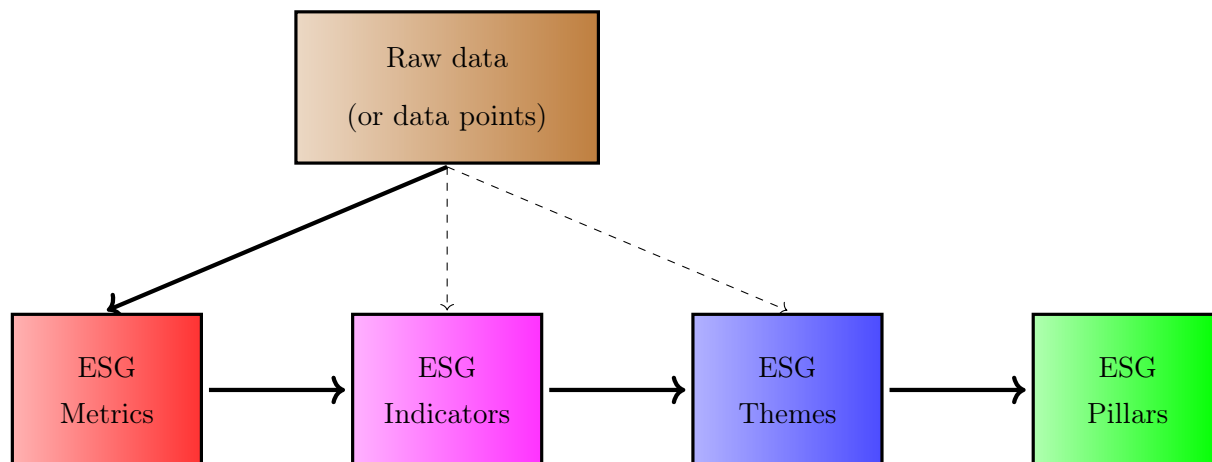 Raw data
(or data points)
ESG
Metrics
ESG
Indicators
ESG
Themes
ESG
Pillars